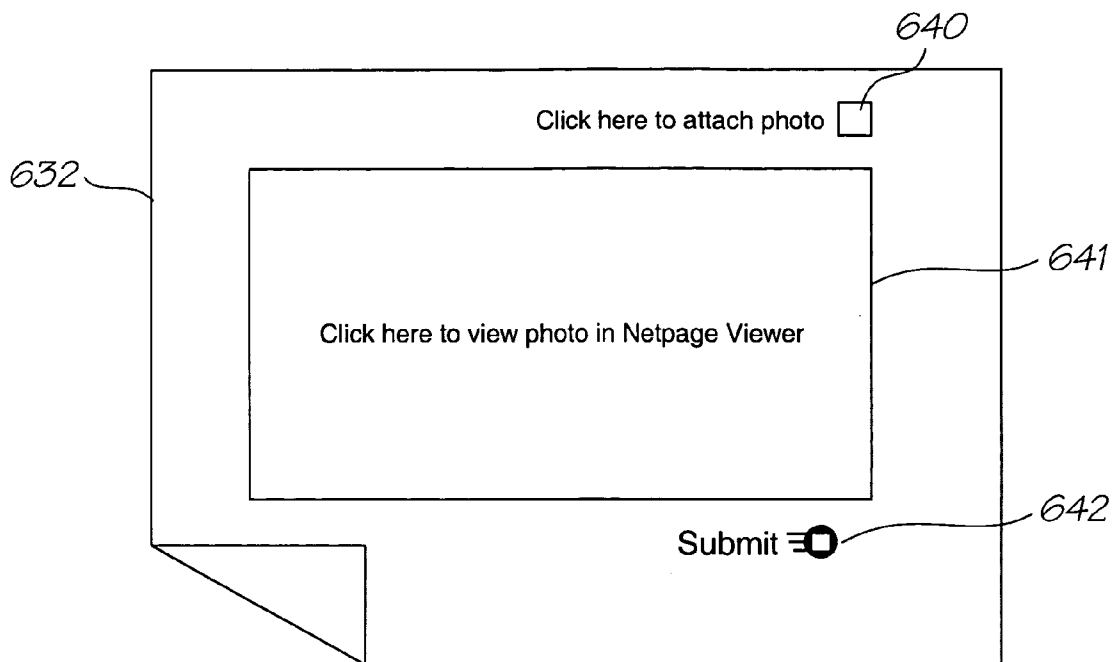 640
Click here to attach photo
632
641
Click here to view photo in Netpage Viewer
642
Submit